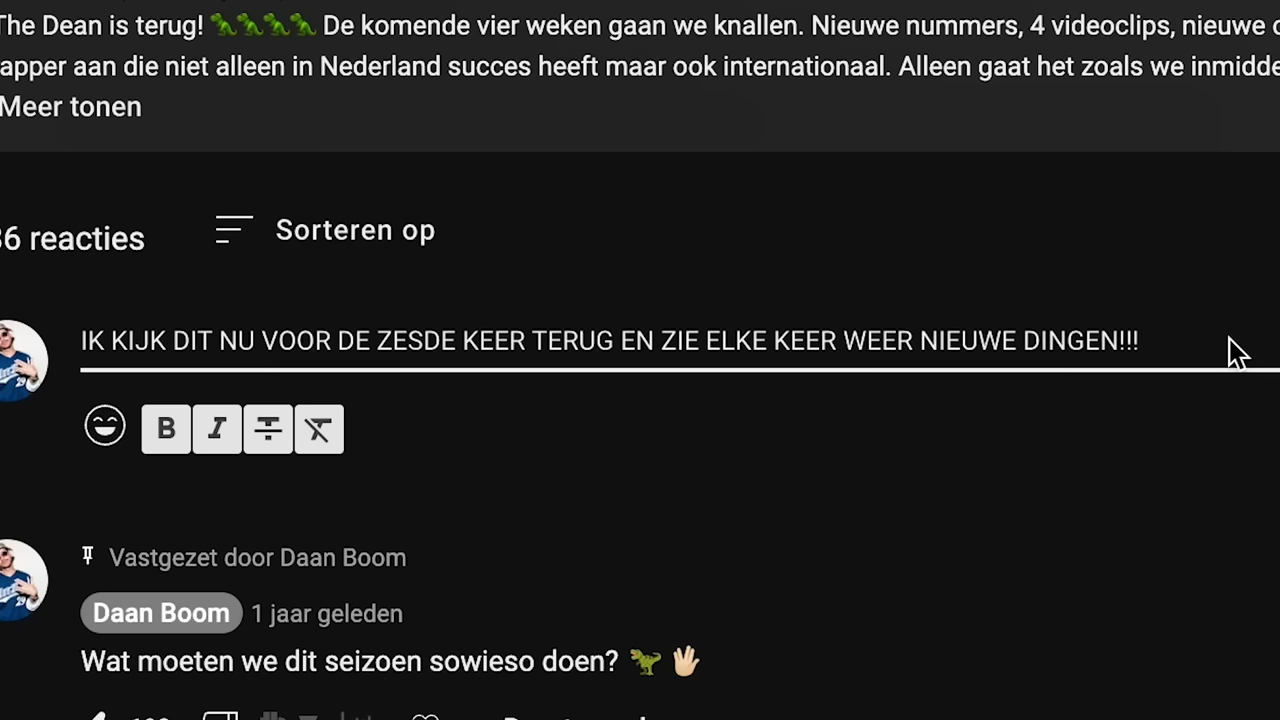 The Dean is terug! 🦎🦎🦎🦎 De komende vier weken gaan we knallen. Nieuwe nummers, 4 videoclips, nieuwe
apper aan die niet alleen in Nederland succes heeft maar ook internationaal. Alleen gaat het zoals we inmidde
Meer tonen
36 reacties
Sorteren op
IK KIJK DIT NU VOOR DE ZESDE KEER TERUG EN ZIE ELKE KEER WEER NIEUWE DINGEN!!!
B I T T
Vastgezet door Daan Boom
Daan Boom 1 jaar geleden
Wat moeten we dit seizoen sowieso doen? 🦖 🖖🏻